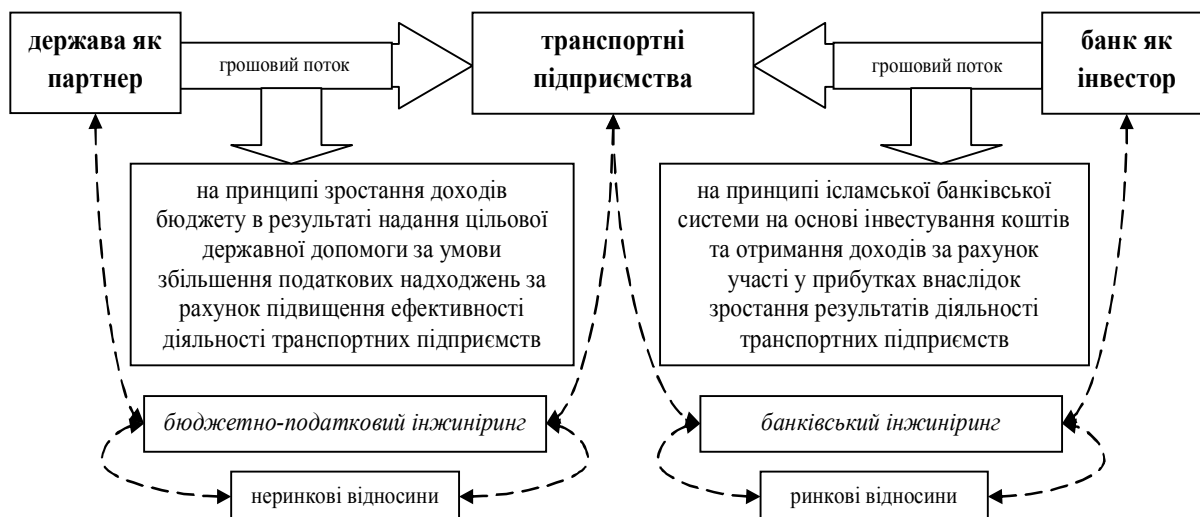 держава як
партнер
грошовий поток
транспортні
підприємства
грошовий поток
банк як
інвестор
на принципі зростання доходів
бюджету в результаті надання цільової
державної допомоги за умови
збільшення податкових надходжень за
рахунок підвищення ефективності
діяльності транспортних підприємств
на принципі ісламської банківської
системи на основі інвестування коштів
та отримання доходів за рахунок
участі у прибутках внаслідок
зростання результатів діяльності
транспортних підприємств
бюджетно-податковий інжиніринг
банківський інжиніринг
неринкові відносини
ринкові відносини